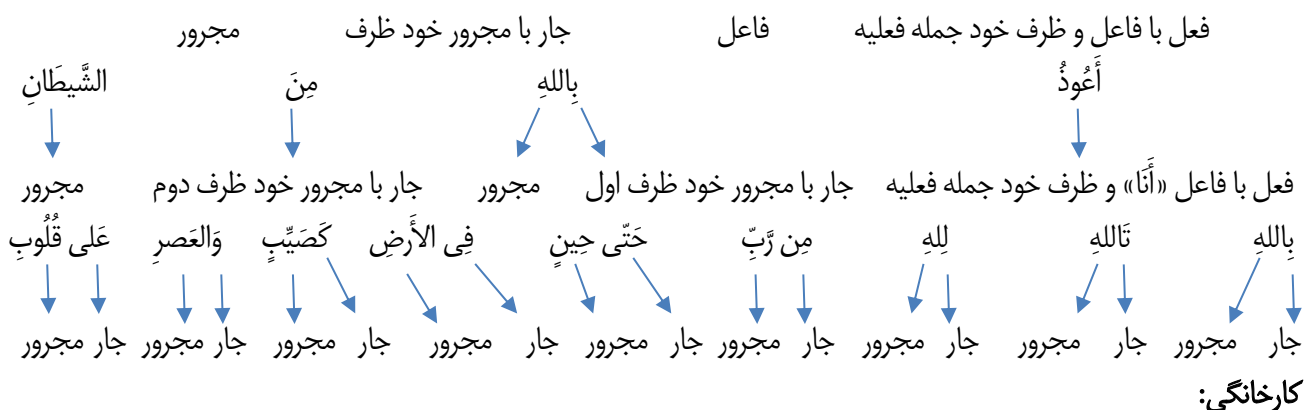 فعل با فاعل و ظرف خود جمله فعلیه فاعل جار با مجرور خود ظرف مجرور
أَعُوذُ بِاللهِ مِنَ الشَّیطَانِ
فعل با فاعل «أَنَا» و ظرف خود جمله فعلیه جار با مجرور خود ظرف اول مجرور جار با مجرور خود ظرف دوم مجرور
بِاللهِ تَاللهِ لِلهِ مِن رَّبِّ حَتّی حِینٍ فِی الأَرضِ کَصَیِّبٍ وَالعَصرِ عَلی قُلُوبِ
جار مجرور جار مجرور جار مجرور جار مجرور جار مجرور جار مجرور جار مجرور جار مجرور جار مجرور
کارخانگی: